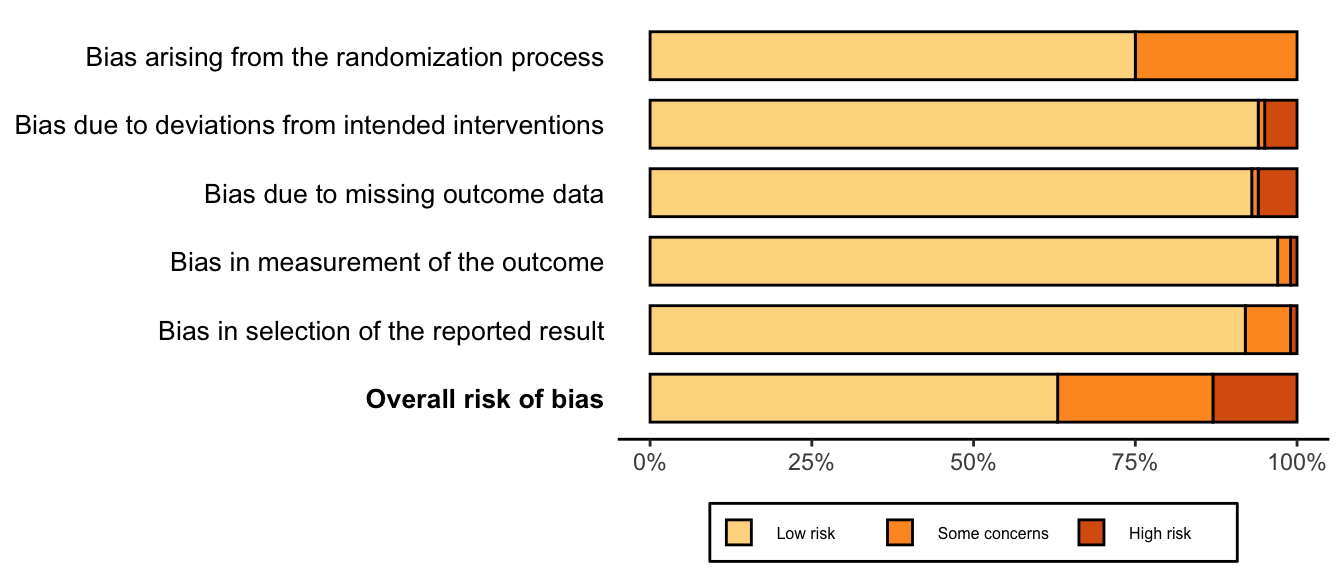 Bias arising from the randomization process
Bias due to deviations from intended interventions
Bias due to missing outcome data
Bias in measurement of the outcome
Bias in selection of the reported result
Overall risk of bias
0% 25% 50% 75% 100%
Low risk Some concerns High risk